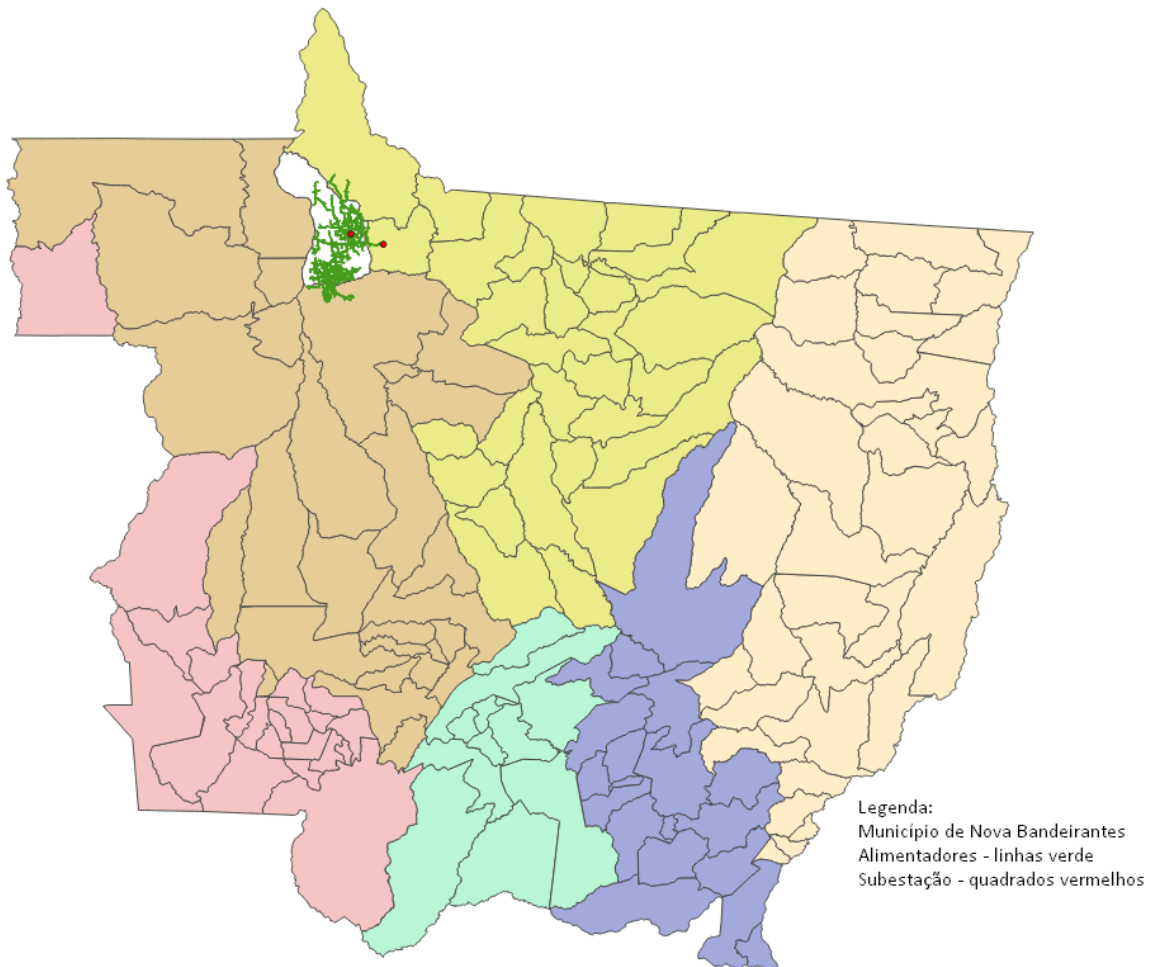 Legenda:
Município de Nova Bandeirantes
Alimentadores - linhas verde
Subestação - quadrados vermelhos